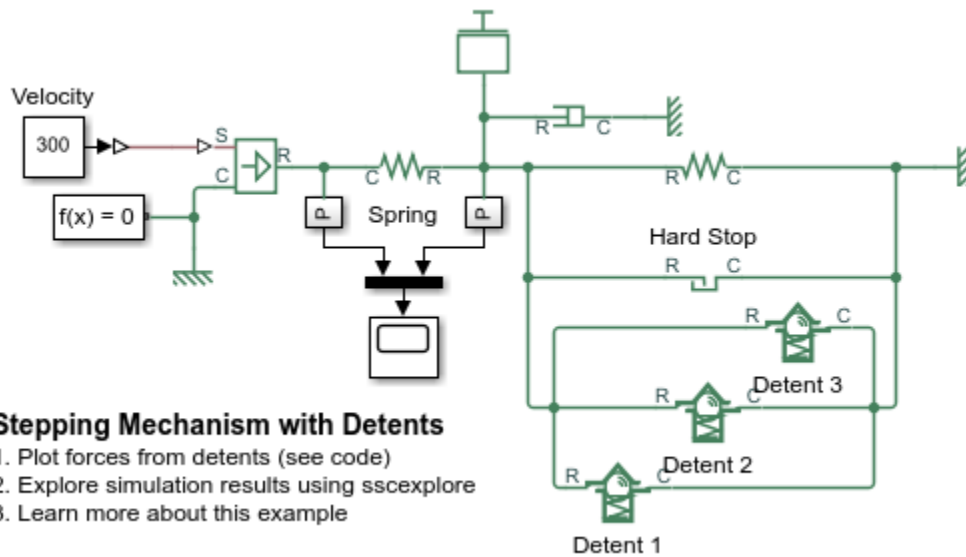 Velocity
300
S
R
C
f(x) = 0
C
R
R
C
R
C
P
Spring
P
Hard Stop
R
C
R
C
Detent 3
R
C
Detent 2
Stepping Mechanism with Detents
1. Plot forces from detents (see code)
2. Explore simulation results using sscexplore
3. Learn more about this example
R
C
Detent 1